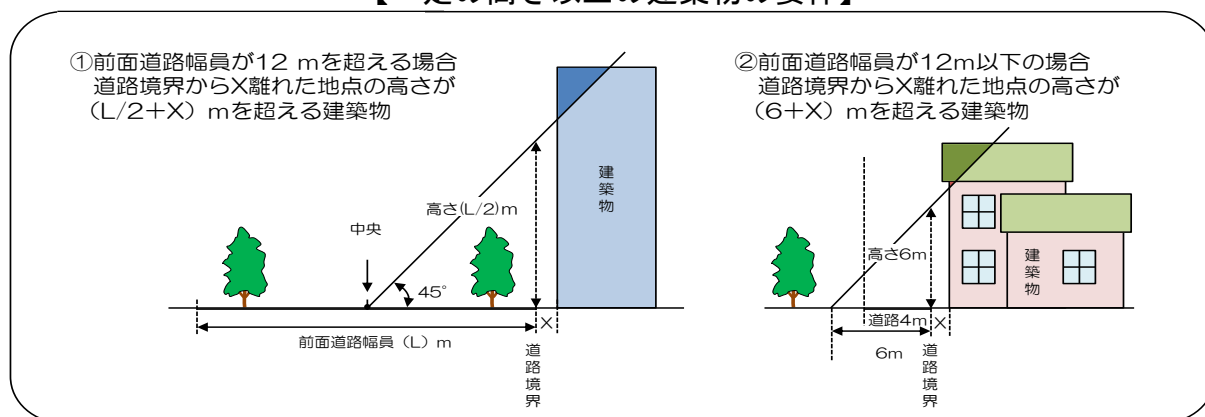 ①前面道路幅員が12 mを超える場合
道路境界からX離れた地点の高さが
(L/2+X) mを超える建築物
建築物
高さ(L/2)m
中央
45°
X
前面道路幅員 (L) m
道路境界
②前面道路幅員が12m以下の場合
道路境界からX離れた地点の高さが
(6+X) mを超える建築物
高さ6m
建築物
道路4m
X
6m
道路境界